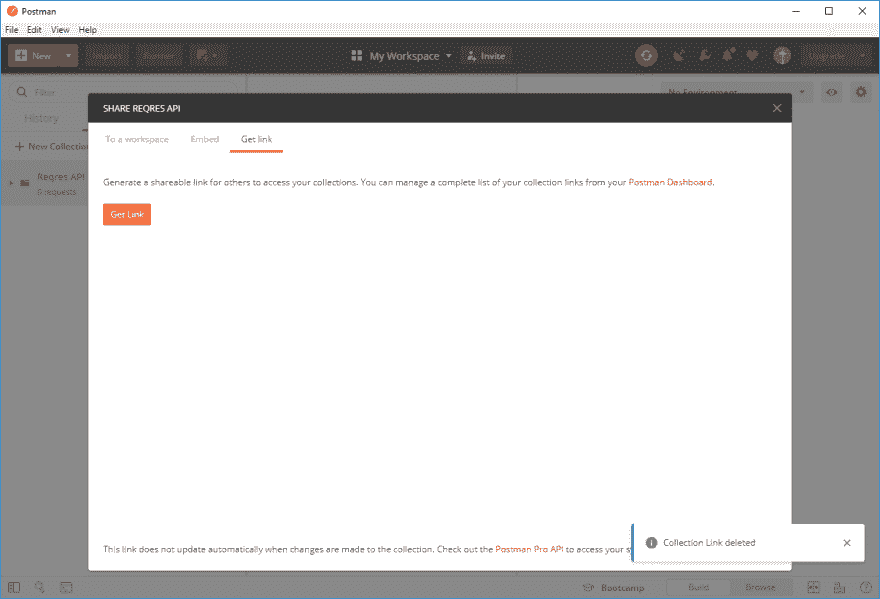 Postman
File Edit View Help
New Import Runner My Workspace Invite Upgrade
Filter No Environment
History
New Collection
Reqres API
6 requests
SHARE REQRES API
To a workspace Embed Get link
Generate a shareable link for others to access your collections. You can manage a complete list of your collection links from your Postman Dashboard.
Get Link
This link does not update automatically when changes are made to the collection. Check out the Postman Pro API to access your
Collection Link deleted
Bootcamp Build Browse